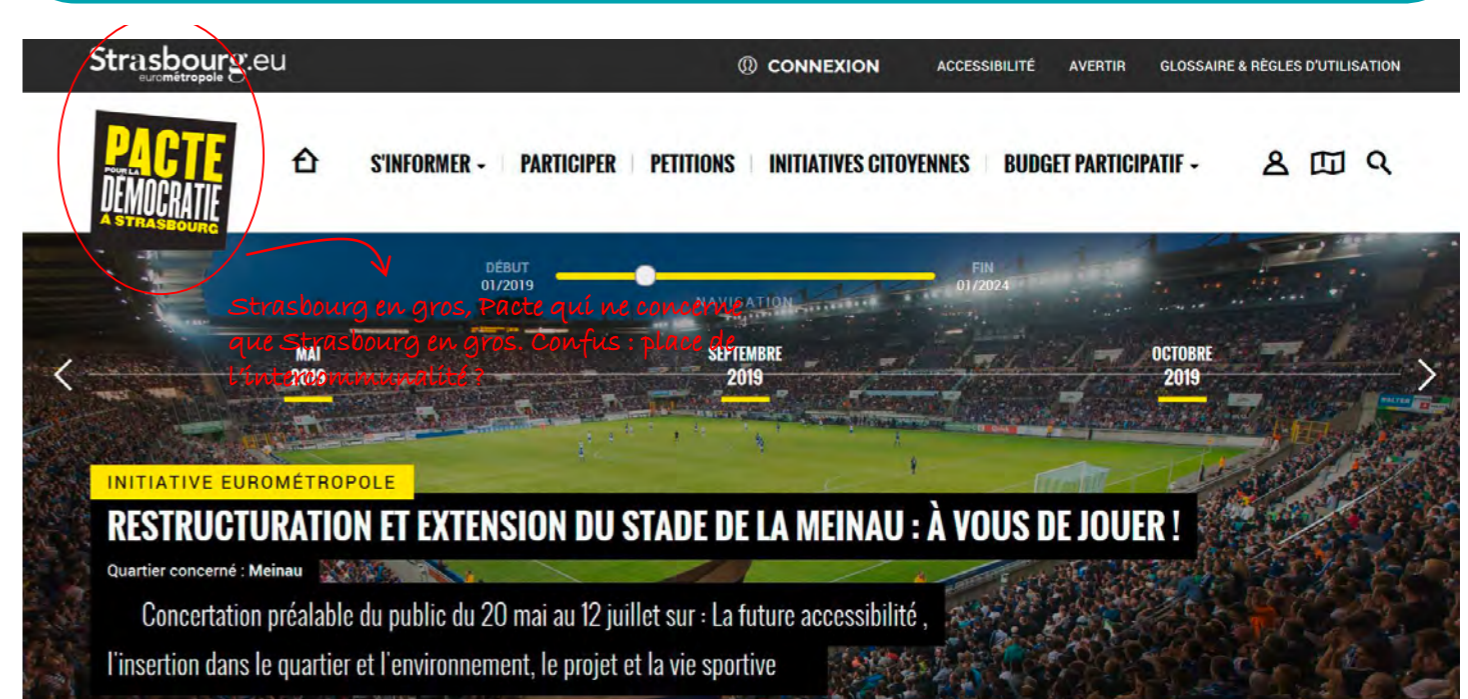 Strasbourg.eu
eurométropole
CONNEXION
ACCESSIBILITÉ
AVERTIR
GLOSSAIRE & RÈGLES D'UTILISATION
PACTE
POUR LA
DÉMOCRATIE
À STRASBOURG
S'INFORMER
PARTICIPER
PETITIONS
INITIATIVES CITOYENNES
BUDGET PARTICIPATIF
DÉBUT
01/2019
FIN
01/2024
NAVIGATION
Strasbourg en gros, Pacte qui ne concerne
que Strasbourg en gros. Confus : place de
l'intercommunalité ?
MAI
SEPTEMBRE
2019
OCTOBRE
2019
INITIATIVE EUROMÉTROPOLE
RESTRUCTURATION ET EXTENSION DU STADE DE LA MEINAU : À VOUS DE JOUER !
Quartier concerné : Meinau
Concertation préalable du public du 20 mai au 12 juillet sur : La future accessibilité ,
l'insertion dans le quartier et l'environnement, le projet et la vie sportive